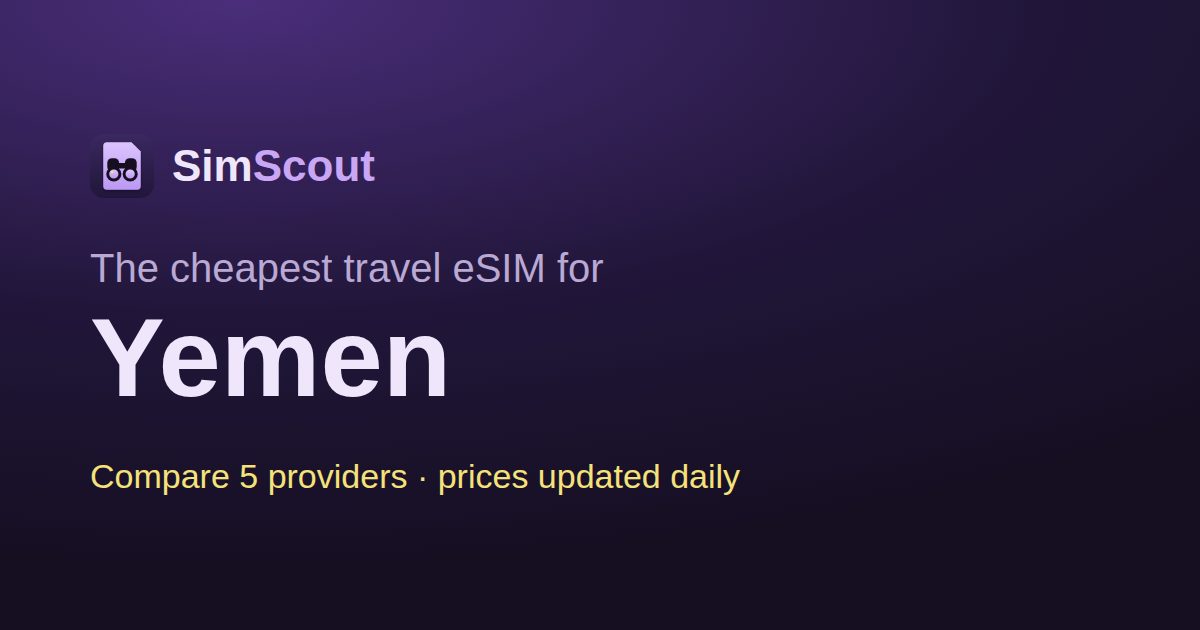 SimScout
The cheapest travel eSIM for
Yemen
Compare 5 providers · prices updated daily